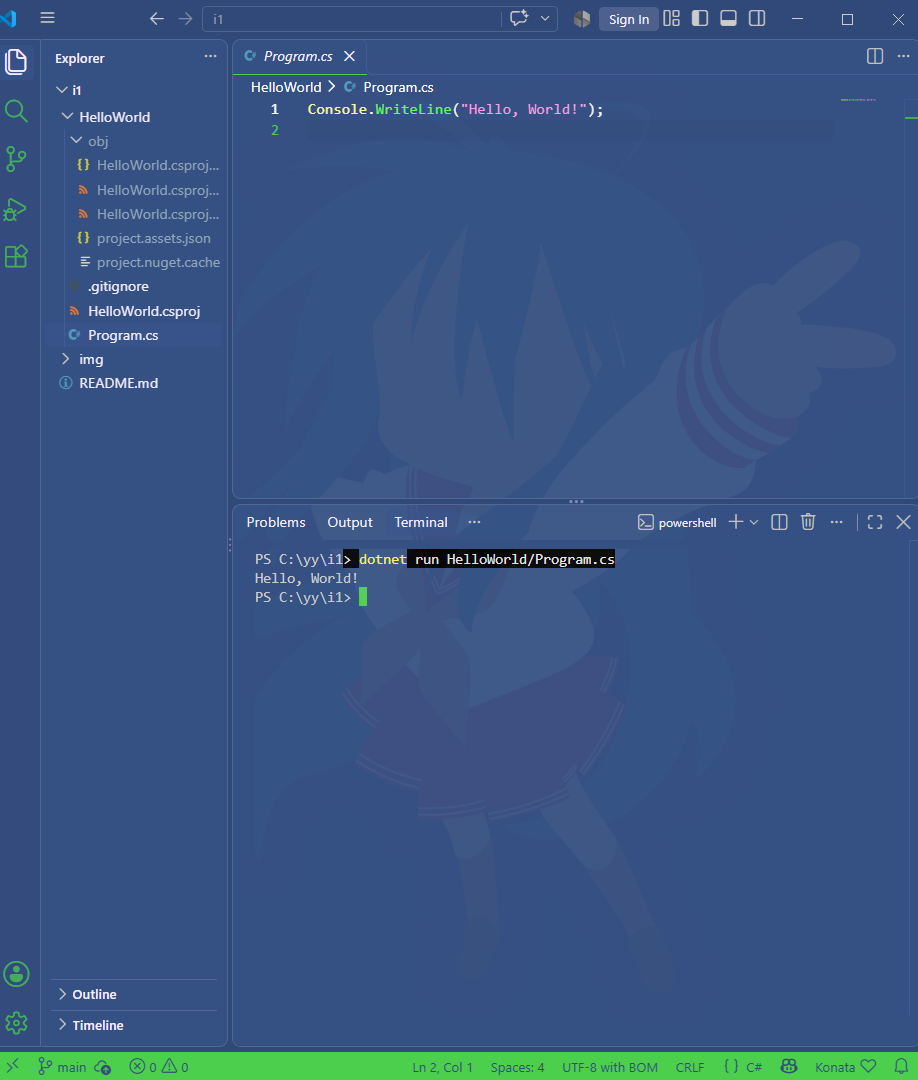 i1
Sign In
Explorer
i1
HelloWorld
obj
HelloWorld.csproj...
HelloWorld.csproj...
HelloWorld.csproj...
project.assets.json
project.nuget.cache
.gitignore
HelloWorld.csproj
Program.cs
img
README.md
Outline
Timeline
Program.cs
HelloWorld > Program.cs
1 Console.WriteLine("Hello, World!");
2
Problems Output Terminal ... powershell
PS C:\yy\i1> dotnet run HelloWorld/Program.cs
Hello, World!
PS C:\yy\i1>
main 0 0 Ln 2, Col 1 Spaces: 4 UTF-8 with BOM CRLF { } C# Konata